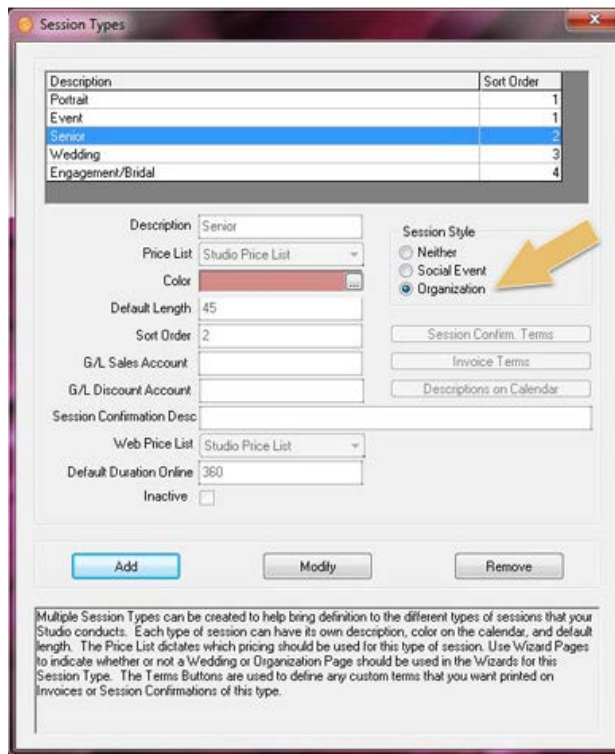 Session Types
Description Sort Order
Portrait 1
Event 1
Senior 2
Wedding 3
Engagement/Bridal 4
Description Senior
Session Style
Price List Studio Price List
Neither
Color ...
Social Event
Default Length 45
Organization
Sort Order 2
Session Confirm. Terms
G/L Sales Account
Invoice Terms
G/L Discount Account
Descriptions on Calendar
Session Confirmation Desc
Web Price List Studio Price List
Default Duration Online 360
Inactive
Add Modify Remove
Multiple Session Types can be created to help bring definition to the different types of sessions that your
Studio conducts. Each type of session can have its own description, color on the calendar, and default
length. The Price List dictates which pricing should be used for this type of session. Use Wizard Pages
to indicate whether or not a Wedding or Organization Page should be used in the Wizards for this
Session Type. The Terms Buttons are used to define any custom terms that you want printed on
Invoices or Session Confirmations of this type.